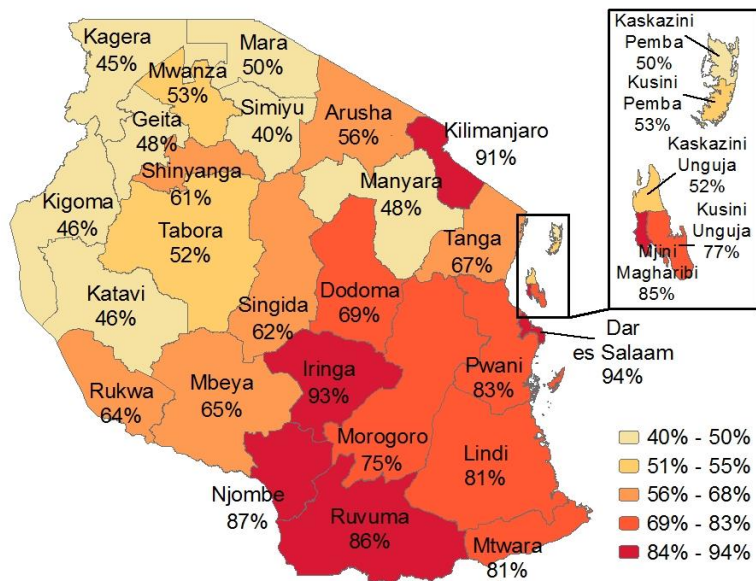 Kagera
45%
Mara
50%
Mwanza
53%
Geita
48%
Simiyu
40%
Arusha
56%
Kilimanjaro
91%
Shinyanga
61%
Kigoma
46%
Tabora
52%
Manyara
48%
Tanga
67%
Katavi
46%
Singida
62%
Dodoma
69%
Dar
es Salaam
94%
Rukwa
64%
Mbeya
65%
Iringa
93%
Pwani
83%
Morogoro
75%
Lindi
81%
Njombe
87%
Ruvuma
86%
Mtwara
81%
Kaskazini
Pemba
50%
Kusini
Pemba
53%
Kaskazini
Unguja
52%
Kusini
Unguja
77%
Mjini
Magharibi
85%
40% - 50%
51% - 55%
56% - 68%
69% - 83%
84% - 94%